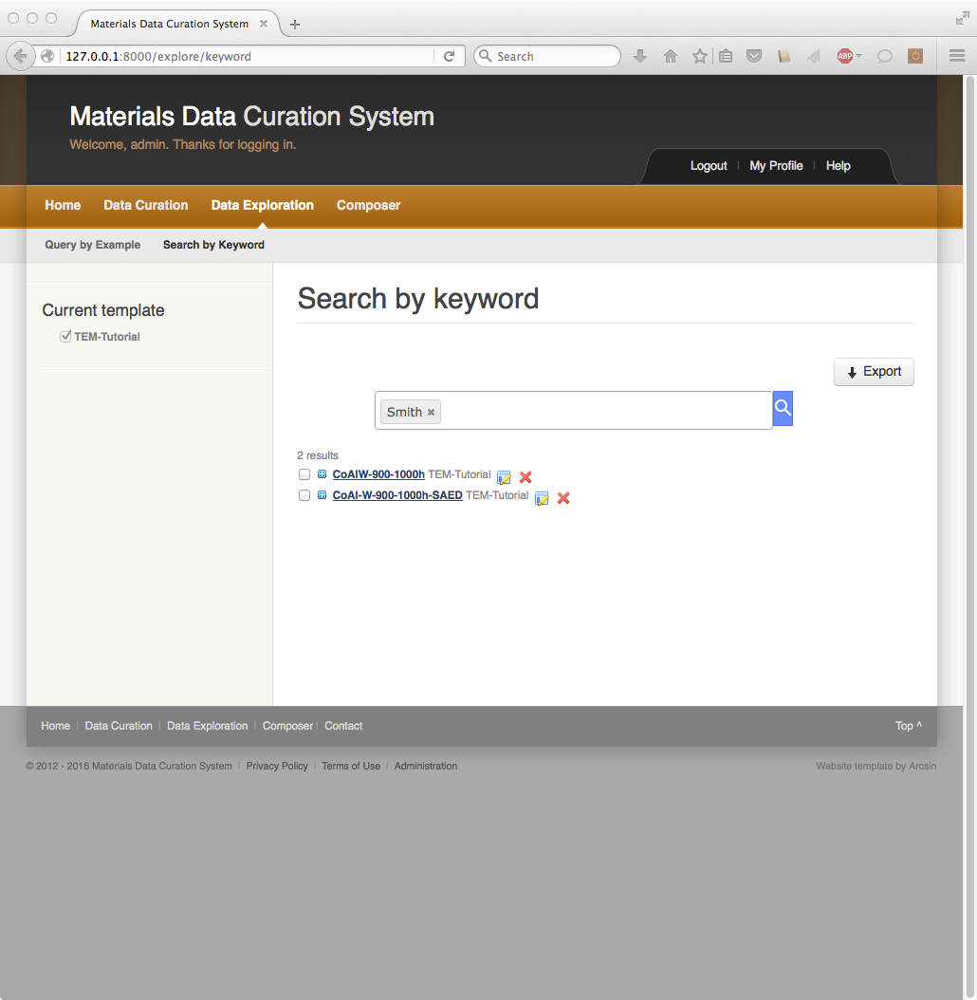 Materials Data Curation System
127.0.0.1:8000/explore/keyword
Search
ABP
Materials Data Curation System
Welcome, admin. Thanks for logging in.
Logout | My Profile | Help
Home Data Curation Data Exploration Composer
Query by Example Search by Keyword
Current template
TEM-Tutorial
Search by keyword
Export
Smith
2 results
CoAlW-900-1000h TEM-Tutorial
CoAl-W-900-1000h-SAED TEM-Tutorial
Home | Data Curation | Data Exploration | Composer | Contact
Top ^
© 2012 - 2016 Materials Data Curation System | Privacy Policy | Terms of Use | Administration
Website template by Arcsin